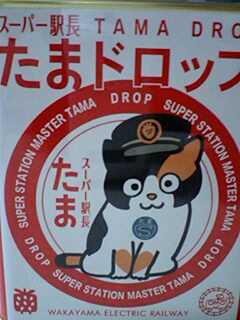 スーパー駅長 TAMA DRO
たまドロップ
SUPER STATION MASTER TAMA DROP SUPER STATION MASTER TAMA DROP SUPER STATION MASTER TAMA DROP
スーパー駅長
たま
S
WAKAYAMA ELECTRIC RAILWAY
OMO